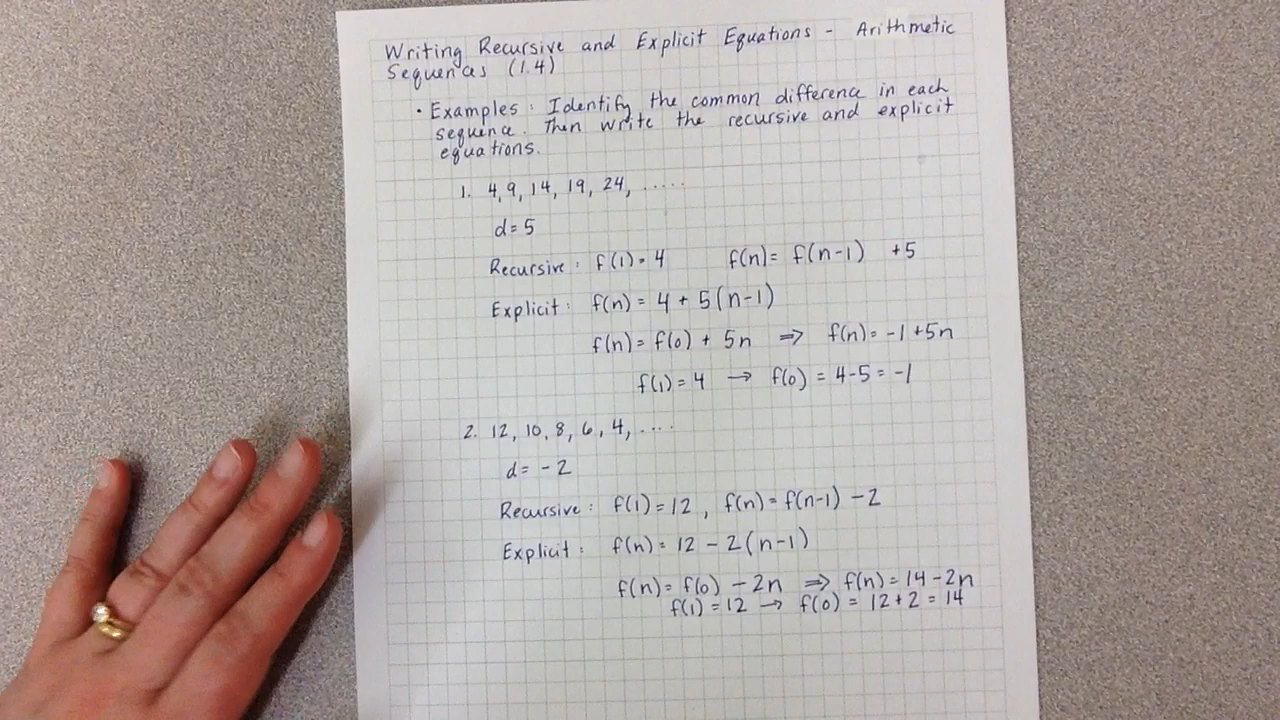 Writing Recursive and Explicit Equations - Arithmetic
Sequences (1.4)
• Examples: Identify the common difference in each
sequence. Then write the recursive and explicit
equations.
1. 4, 9, 14, 19, 24, .....
d = 5
Recursive: f(1) = 4 f(n) = f(n-1) +5
Explicit: f(n) = 4 + 5(n-1)
f(n) = f(0) + 5n ⇒ f(n) = -1 +5n
f(1) = 4 → f(0) = 4-5 = -1
2. 12, 10, 8, 6, 4, ....
d = -2
Recursive: f(1) = 12, f(n) = f(n-1) -2
Explicit: f(n) = 12 - 2(n-1)
f(n) = f(0) - 2n ⇒ f(n) = 14 - 2n
f(1) = 12 → f(0) = 12+2 = 14